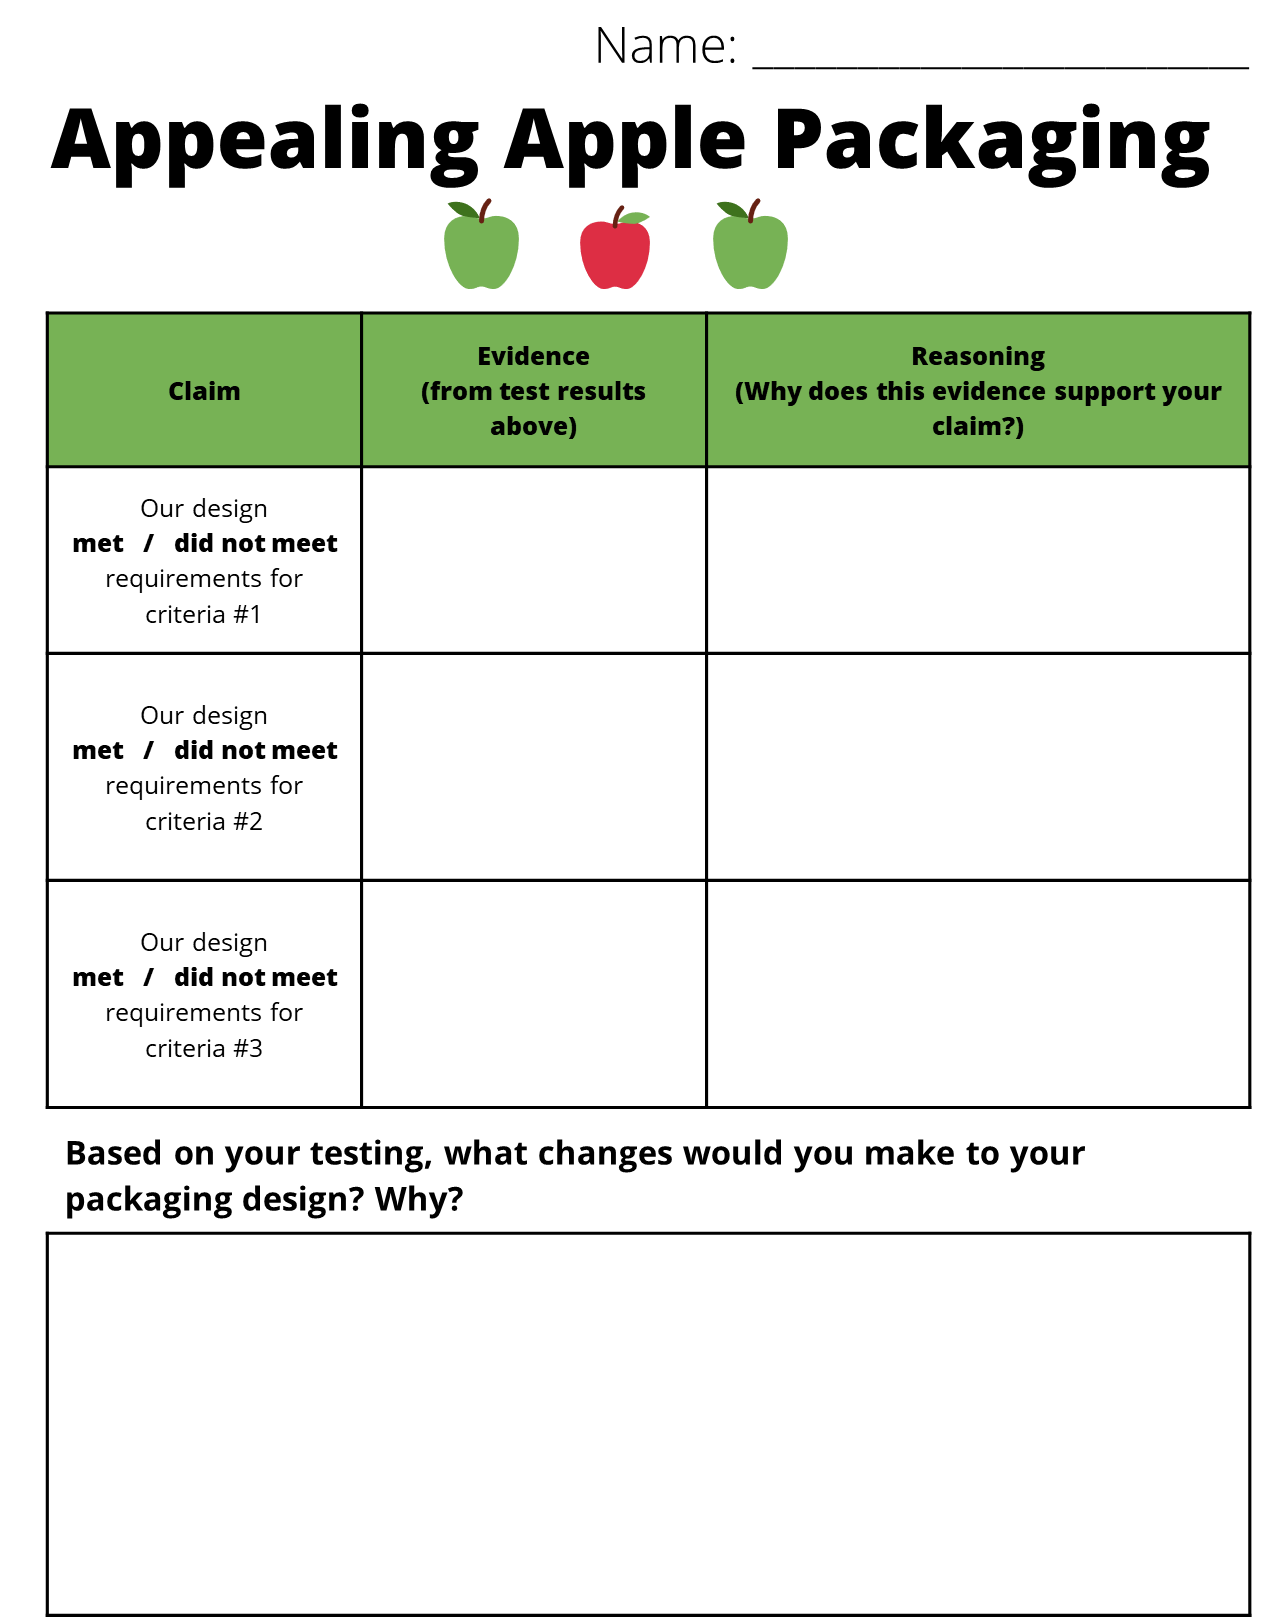 Name: ____________________
Appealing Apple Packaging
Claim
Evidence
(from test results
above)
Reasoning
(Why does this evidence support your
claim?)
Our design
met / did not meet
requirements for
criteria #1
Our design
met / did not meet
requirements for
criteria #2
Our design
met / did not meet
requirements for
criteria #3
Based on your testing, what changes would you make to your
packaging design? Why?